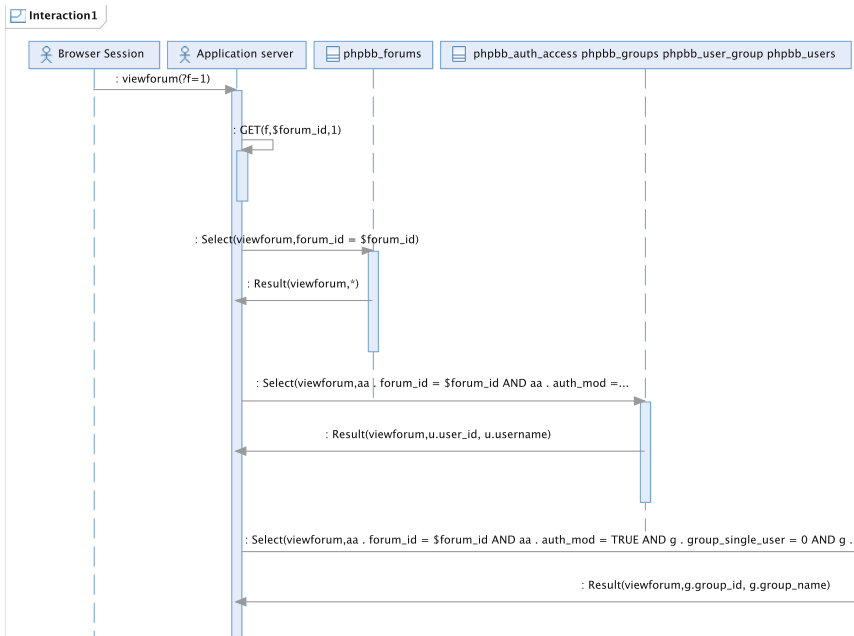 Interaction1
Browser Session
Application server
phpbb_forums
phpbb_auth_access phpbb_groups phpbb_user_group phpbb_users
: viewforum(?f=1)
: GET(f,$forum_id,1)
: Select(viewforum,forum_id = $forum_id)
: Result(viewforum,*)
: Select(viewforum,aa . forum_id = $forum_id AND aa . auth_mod =...
: Result(viewforum,u.user_id, u.username)
: Select(viewforum,aa . forum_id = $forum_id AND aa . auth_mod = TRUE AND g . group_single_user = 0 AND g .
: Result(viewforum,g.group_id, g.group_name)